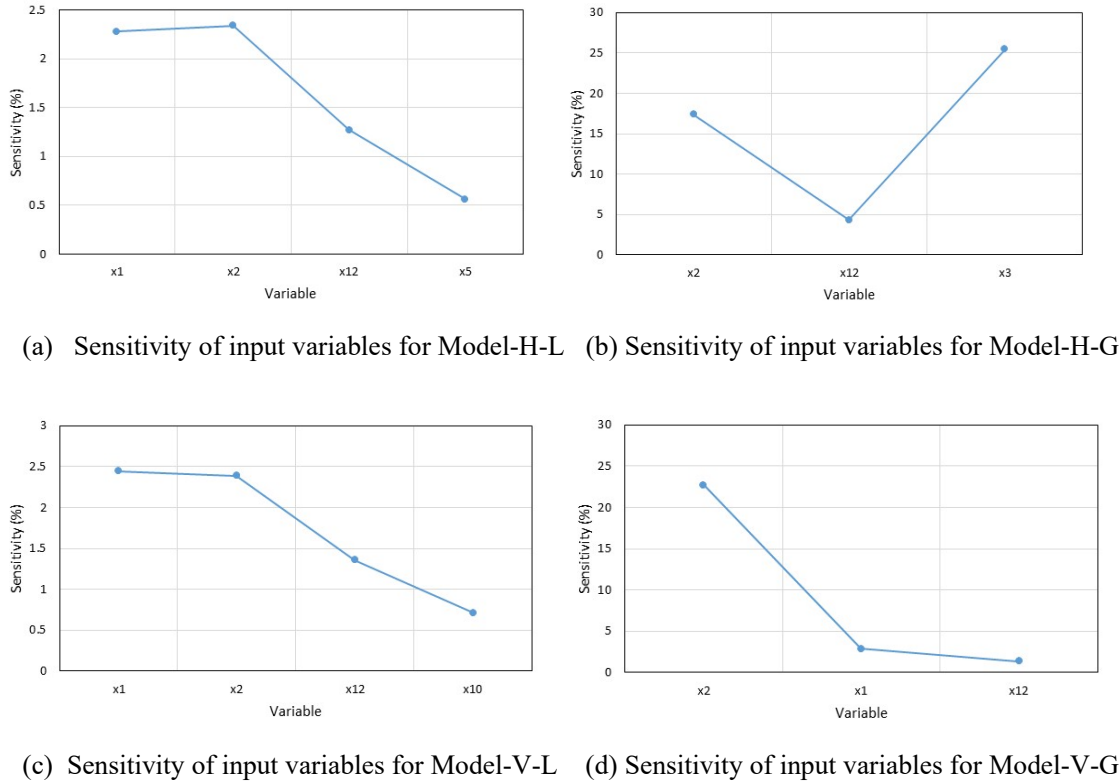 2.5
2
1.5
1
0.5
0
Sensitivity (%)
x1 x2 x12 x5
Variable
30
25
20
15
10
5
0
Sensitivity (%)
x2 x12 x3
Variable
(a) Sensitivity of input variables for Model-H-L
(b) Sensitivity of input variables for Model-H-G
3
2.5
2
1.5
1
0.5
0
Sensitivity (%)
x1 x2 x12 x10
Variable
30
25
20
15
10
5
0
Sensitivity (%)
x2 x1 x12
Variable
(c) Sensitivity of input variables for Model-V-L
(d) Sensitivity of input variables for Model-V-G